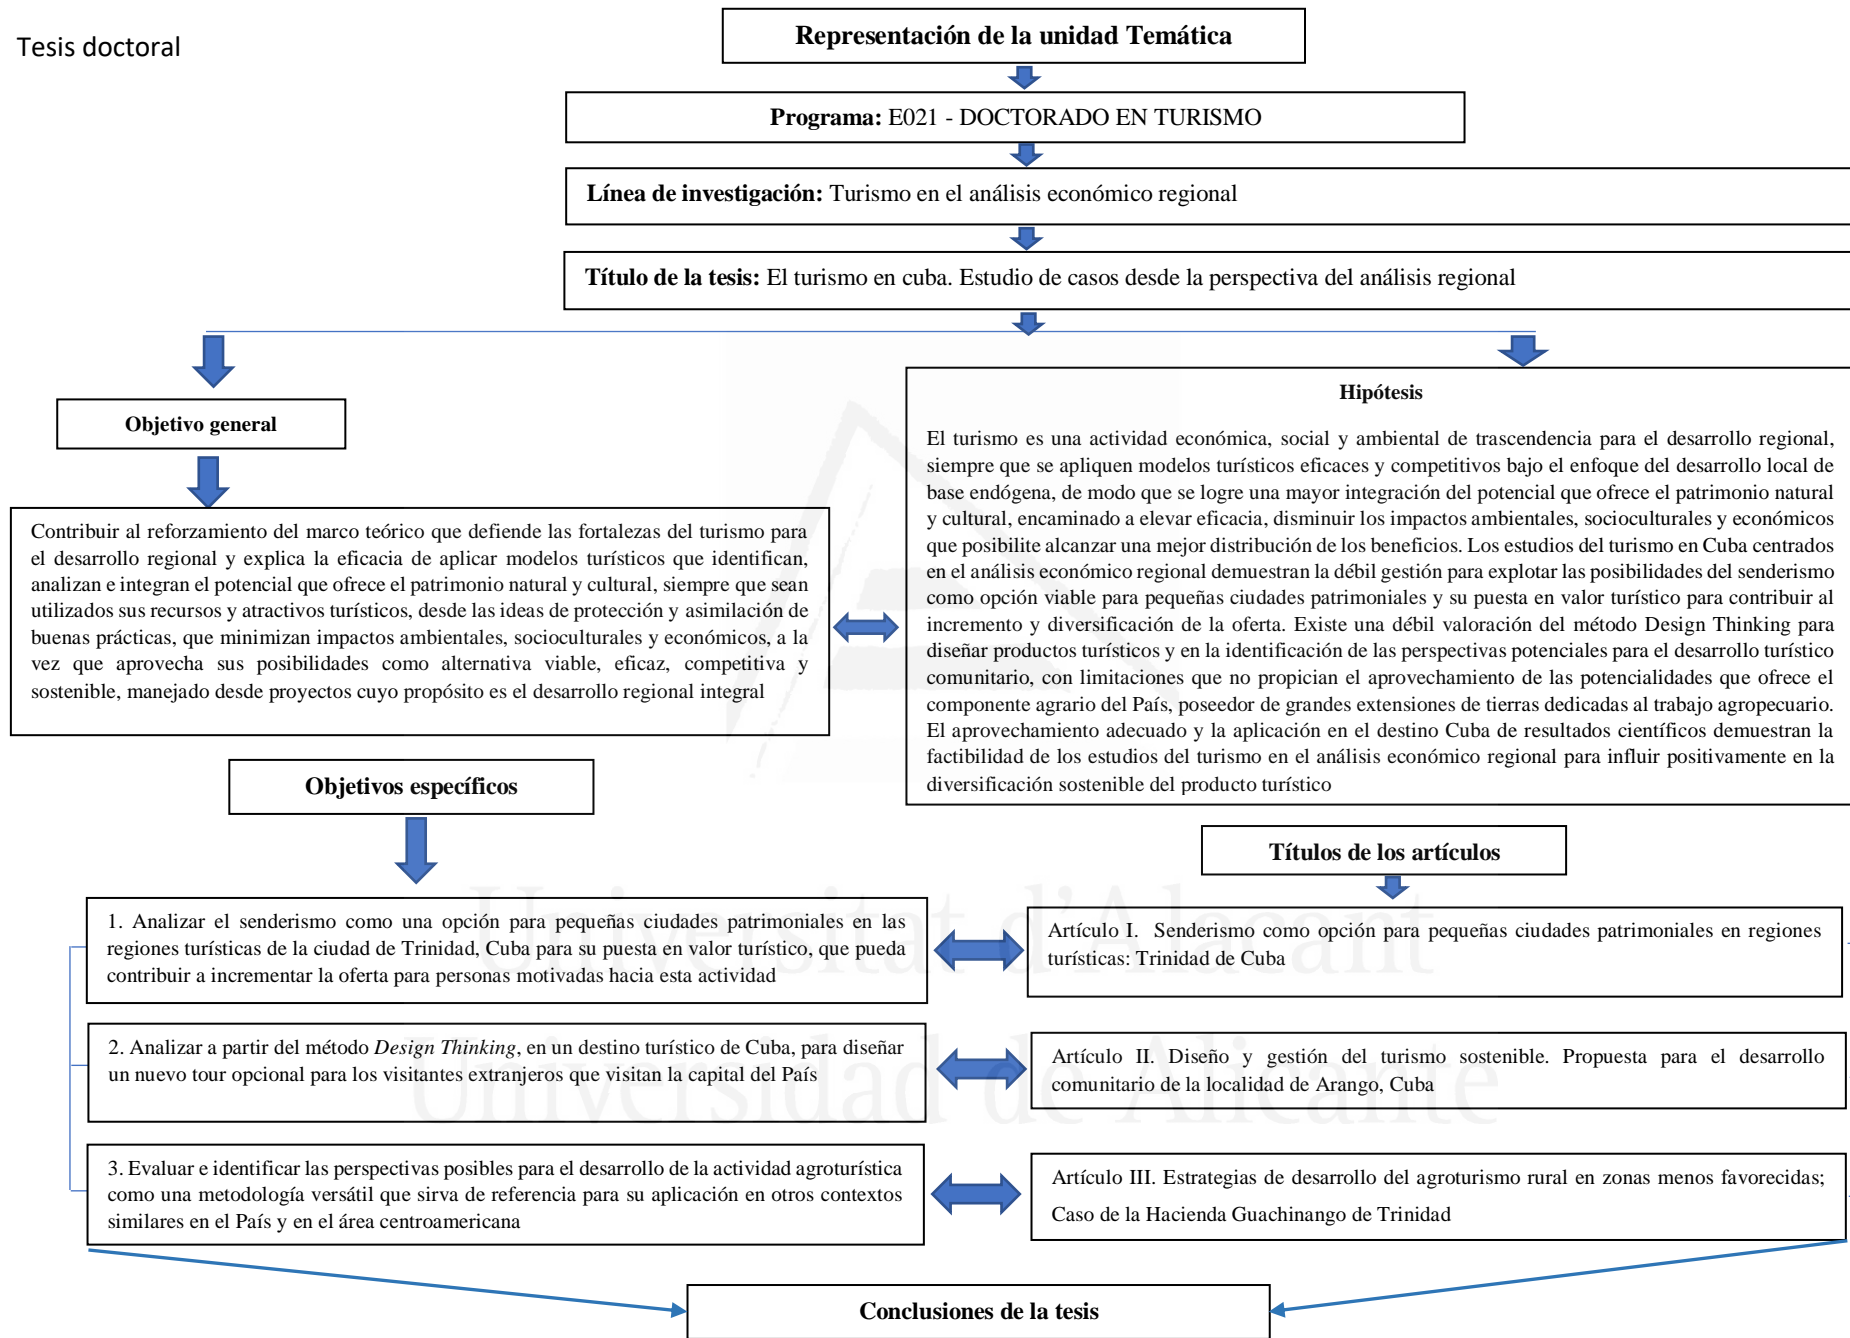 Tesis doctoral
Representación de la unidad Temática
Programa: E021 - DOCTORADO EN TURISMO
Línea de investigación: Turismo en el análisis económico regional
Título de la tesis: El turismo en cuba. Estudio de casos desde la perspectiva del análisis regional
Objetivo general
Contribuir al reforzamiento del marco teórico que defiende las fortalezas del turismo para
el desarrollo regional y explica la eficacia de aplicar modelos turísticos que identifican,
analizan e integran el potencial que ofrece el patrimonio natural y cultural, siempre que sean
utilizados sus recursos y atractivos turísticos, desde las ideas de protección y asimilación de
buenas prácticas, que minimizan impactos ambientales, socioculturales y económicos, a la
vez que aprovecha sus posibilidades como alternativa viable, eficaz, competitiva y
sostenible, manejado desde proyectos cuyo propósito es el desarrollo regional integral
Hipótesis
El turismo es una actividad económica, social y ambiental de trascendencia para el desarrollo regional,
siempre que se apliquen modelos turísticos eficaces y competitivos bajo el enfoque del desarrollo local de
base endógena, de modo que se logre una mayor integración del potencial que ofrece el patrimonio natural
y cultural, encaminado a elevar eficacia, disminuir los impactos ambientales, socioculturales y económicos
que posibilite alcanzar una mejor distribución de los beneficios. Los estudios del turismo en Cuba centrados
en el análisis económico regional demuestran la débil gestión para explotar las posibilidades del senderismo
como opción viable para pequeñas ciudades patrimoniales y su puesta en valor turístico para contribuir al
incremento y diversificación de la oferta. Existe una débil valoración del método Design Thinking para
diseñar productos turísticos y en la identificación de las perspectivas potenciales para el desarrollo turístico
comunitario, con limitaciones que no propician el aprovechamiento de las potencialidades que ofrece el
componente agrario del País, poseedor de grandes extensiones de tierras dedicadas al trabajo agropecuario.
El aprovechamiento adecuado y la aplicación en el destino Cuba de resultados científicos demuestran la
factibilidad de los estudios del turismo en el análisis económico regional para influir positivamente en la
diversificación sostenible del producto turístico
Objetivos específicos
Títulos de los artículos
1. Analizar el senderismo como una opción para pequeñas ciudades patrimoniales en las
regiones turísticas de la ciudad de Trinidad, Cuba para su puesta en valor turístico, que pueda
contribuir a incrementar la oferta para personas motivadas hacia esta actividad
Artículo I. Senderismo como opción para pequeñas ciudades patrimoniales en regiones
turísticas: Trinidad de Cuba
2. Analizar a partir del método Design Thinking, en un destino turístico de Cuba, para diseñar
un nuevo tour opcional para los visitantes extranjeros que visitan la capital del País
Artículo II. Diseño y gestión del turismo sostenible. Propuesta para el desarrollo
comunitario de la localidad de Arango, Cuba
3. Evaluar e identificar las perspectivas posibles para el desarrollo de la actividad agroturística
como una metodología versátil que sirva de referencia para su aplicación en otros contextos
similares en el País y en el área centroamericana
Artículo III. Estrategias de desarrollo del agroturismo rural en zonas menos favorecidas;
Caso de la Hacienda Guachinango de Trinidad
Conclusiones de la tesis
Universitat d'Alacant
Universidad de Alicante